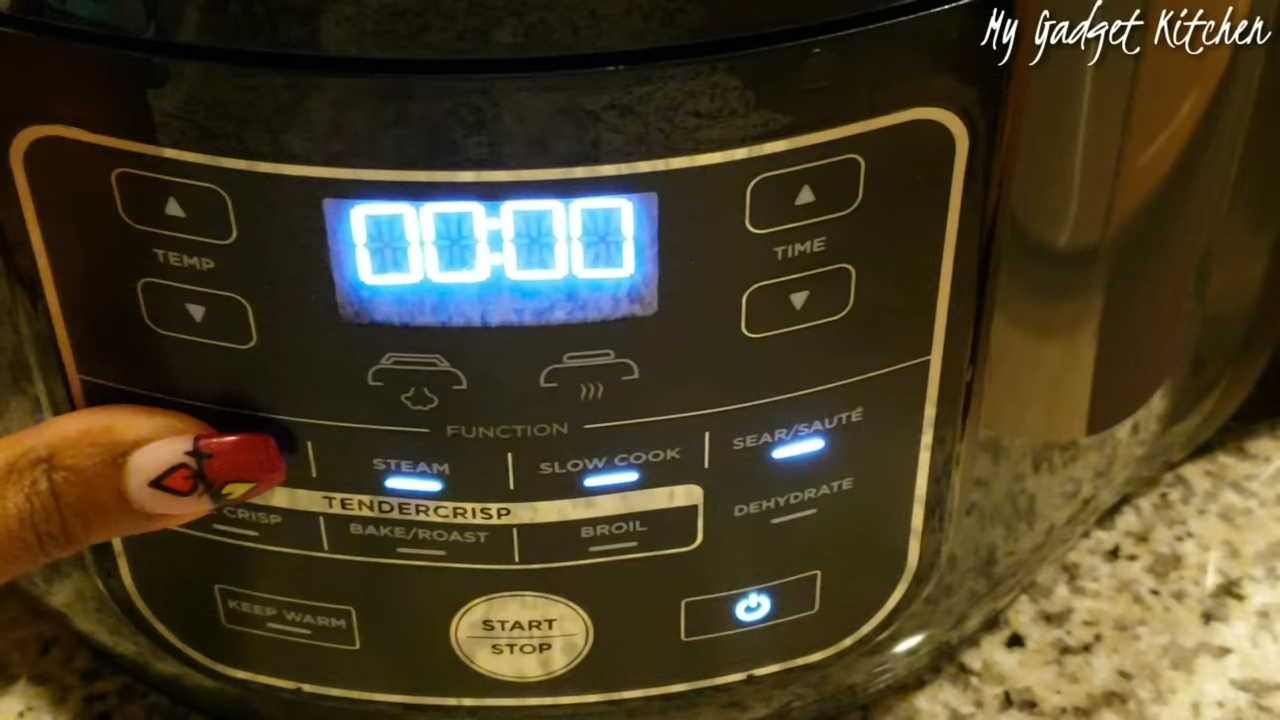 My Gadget Kitchen
00:00
TEMP
TIME
FUNCTION
STEAM
SLOW COOK
SEAR/SAUTÉ
TENDERCRISP
CRISP
BAKE/ROAST
BROIL
DEHYDRATE
KEEP WARM
START
STOP